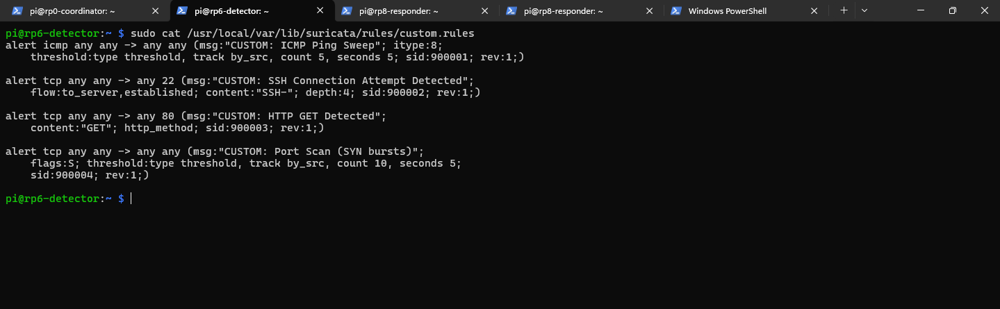 pi@rp0-coordinator: ~
pi@rp6-detector: ~
pi@rp8-responder: ~
pi@rp8-responder: ~
Windows PowerShell
pi@rp6-detector:~ $ sudo cat /usr/local/var/lib/suricata/rules/custom.rules
alert icmp any any -> any any (msg:"CUSTOM: ICMP Ping Sweep"; itype:8;
    threshold:type threshold, track by_src, count 5, seconds 5; sid:900001; rev:1;)

alert tcp any any -> any 22 (msg:"CUSTOM: SSH Connection Attempt Detected";
    flow:to_server,established; content:"SSH-"; depth:4; sid:900002; rev:1;)

alert tcp any any -> any 80 (msg:"CUSTOM: HTTP GET Detected";
    content:"GET"; http_method; sid:900003; rev:1;)

alert tcp any any -> any any (msg:"CUSTOM: Port Scan (SYN bursts)";
    flags:S; threshold:type threshold, track by_src, count 10, seconds 5;
    sid:900004; rev:1;)

pi@rp6-detector:~ $